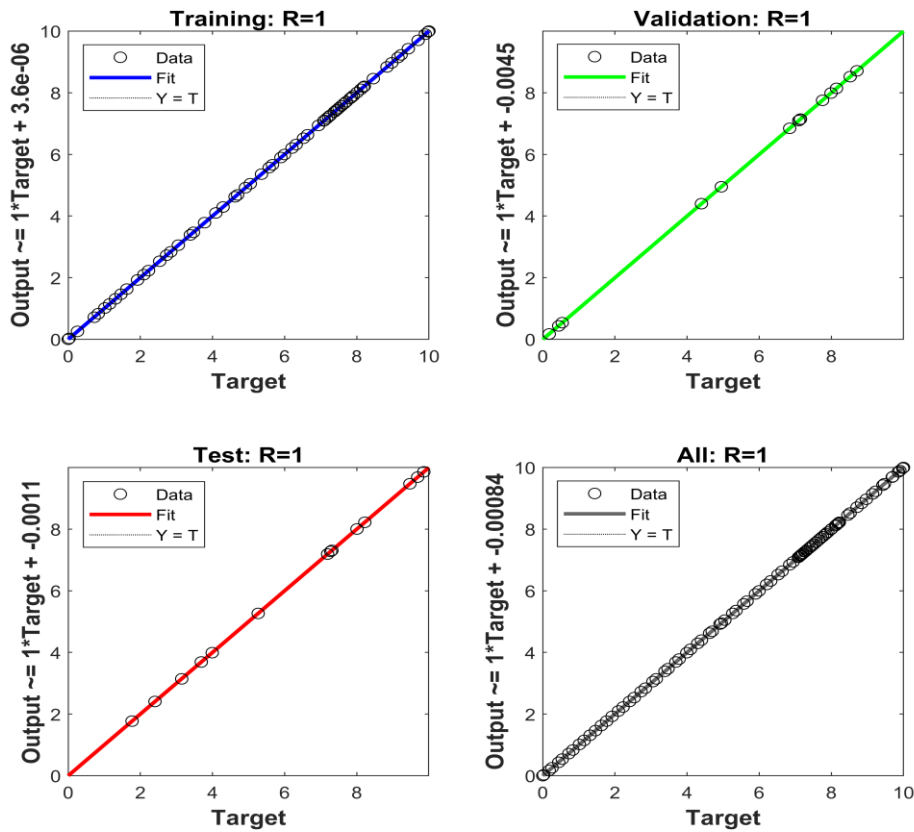 Training: R=1
Output ~= 1*Target + 3.6e-06
10
8
6
4
2
0
Data
Fit
Y = T
0 2 4 6 8 10
Target
Validation: R=1
Output ~= 1*Target + -0.0045
10
8
6
4
2
0
Data
Fit
Y = T
0 2 4 6 8
Target
Test: R=1
Output ~= 1*Target + -0.0011
8
6
4
2
0
Data
Fit
Y = T
0 2 4 6 8
Target
All: R=1
Output ~= 1*Target + -0.00084
10
8
6
4
2
0
Data
Fit
Y = T
0 2 4 6 8 10
Target